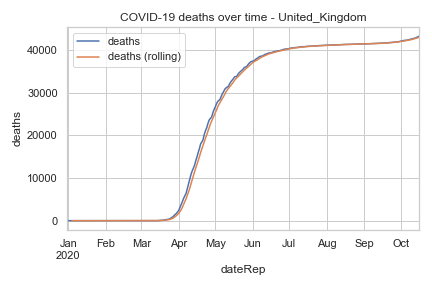 COVID-19 deaths over time - United_Kingdom
deaths
deaths (rolling)
40000
30000
20000
10000
0
deaths
Jan Feb Mar Apr May Jun Jul Aug Sep Oct
2020
dateRep